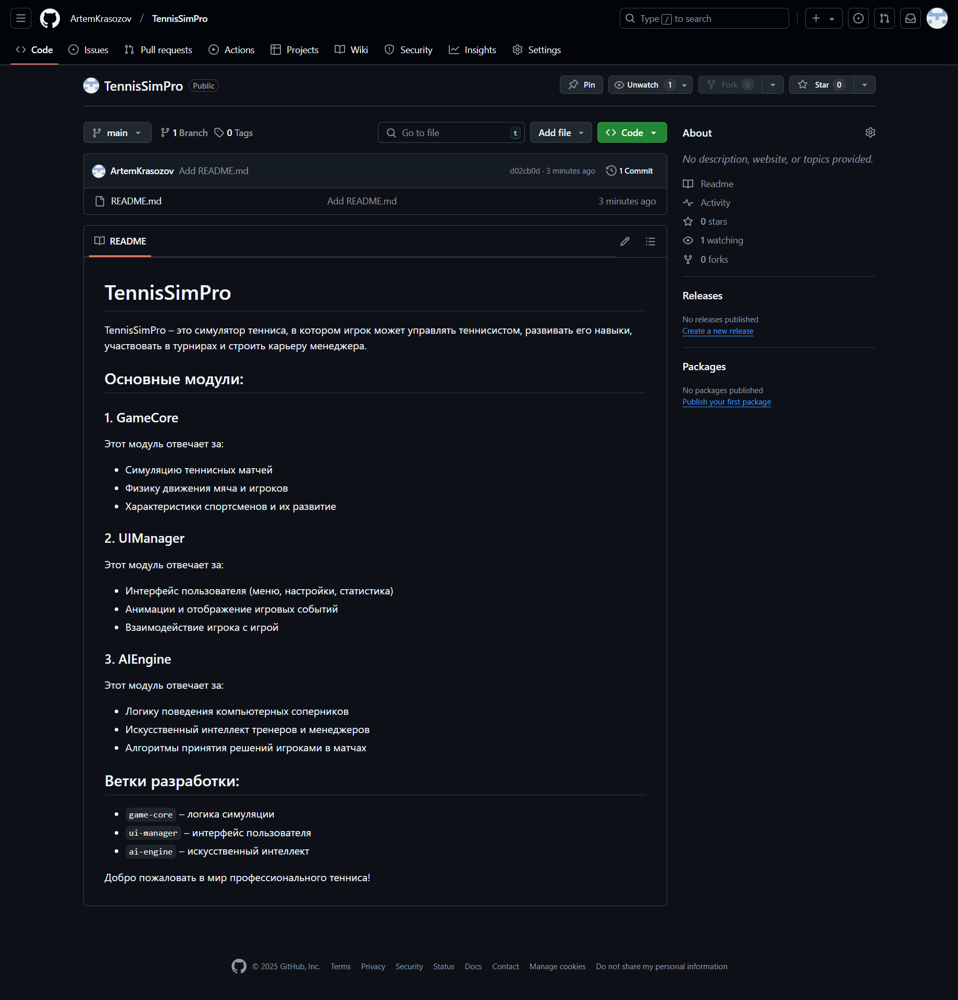 ArtemKrasozov / TennisSimPro
Type / to search
Code
Issues
Pull requests
Actions
Projects
Wiki
Security
Insights
Settings
TennisSimPro Public
Pin
Unwatch 1
Fork 0
Star 0
main
1 Branch
0 Tags
Go to file t
Add file
Code
ArtemKrasozov Add README.md d02cb0d · 3 minutes ago 1 Commit
README.md Add README.md 3 minutes ago
README
TennisSimPro
TennisSimPro – это симулятор тенниса, в котором игрок может управлять теннисистом, развивать его навыки,
участвовать в турнирах и строить карьеру менеджера.
Основные модули:
1. GameCore
Этот модуль отвечает за:
• Симуляцию теннисных матчей
• Физику движения мяча и игроков
• Характеристики спортсменов и их развитие
2. UIManager
Этот модуль отвечает за:
• Интерфейс пользователя (меню, настройки, статистика)
• Анимации и отображение игровых событий
• Взаимодействие игрока с игрой
3. AIEngine
Этот модуль отвечает за:
• Логику поведения компьютерных соперников
• Искусственный интеллект тренеров и менеджеров
• Алгоритмы принятия решений игроками в матчах
Ветки разработки:
• game-core – логика симуляции
• ui-manager – интерфейс пользователя
• ai-engine – искусственный интеллект
Добро пожаловать в мир профессионального тенниса!
About
No description, website, or topics provided.
Readme
Activity
0 stars
1 watching
0 forks
Releases
No releases published
Create a new release
Packages
No packages published
Publish your first package
© 2025 GitHub, Inc. Terms Privacy Security Status Docs Contact Manage cookies Do not share my personal information